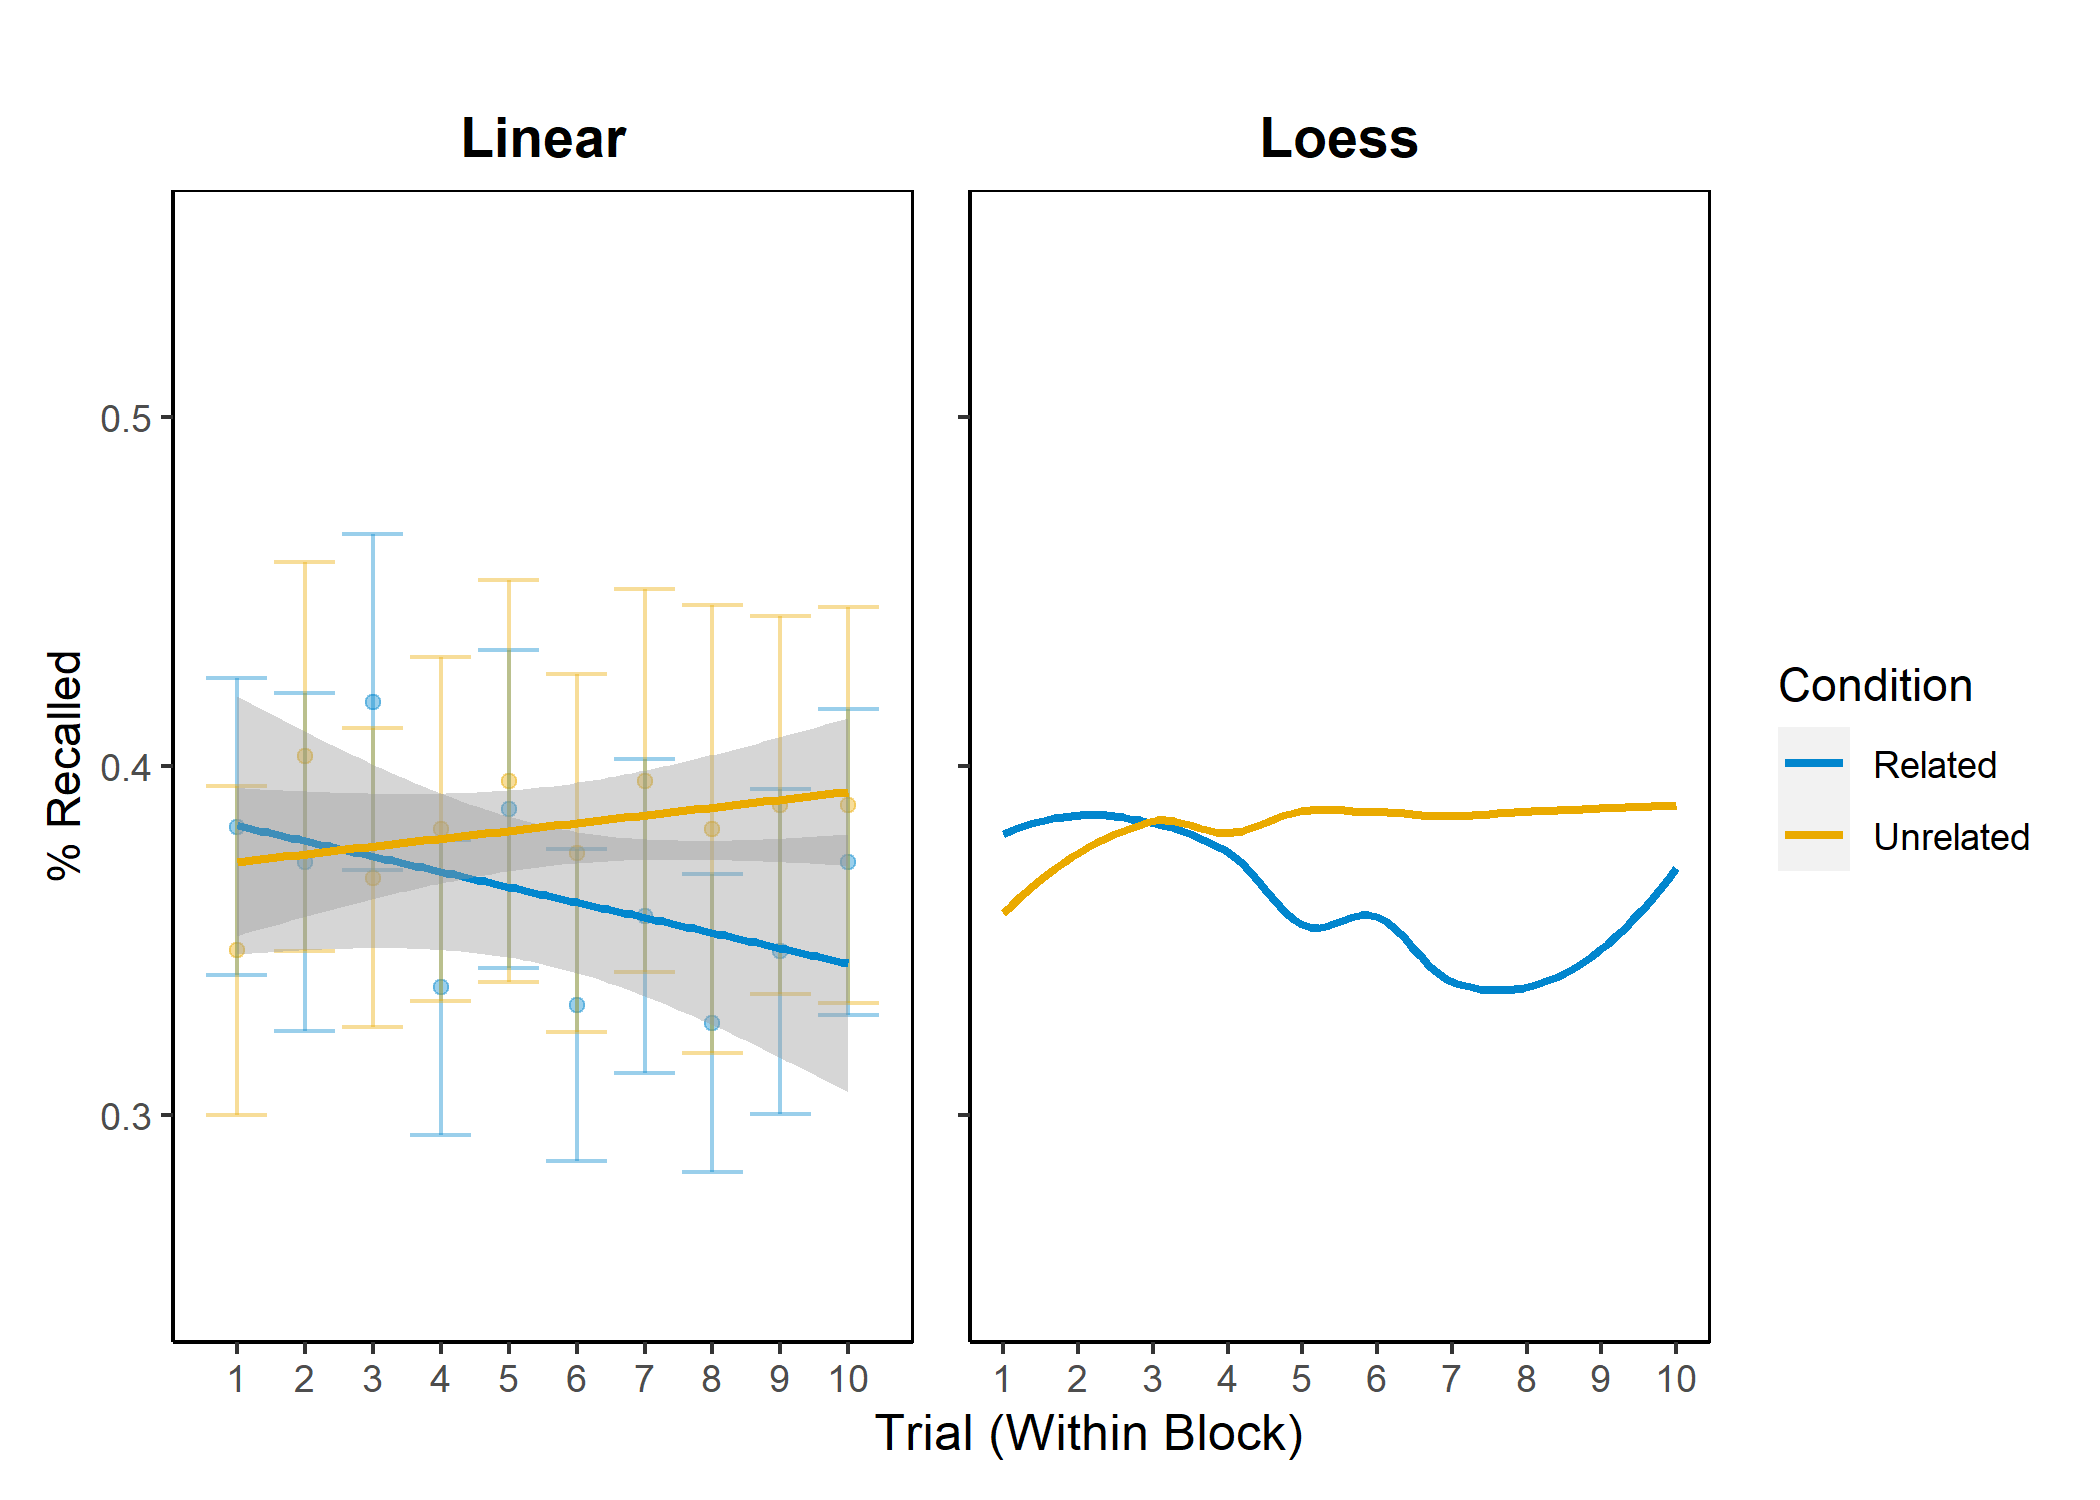 Linear
Loess
% Recalled
0.5
0.4
0.3
1 2 3 4 5 6 7 8 9 10
1 2 3 4 5 6 7 8 9 10
Trial (Within Block)
Condition
Related
Unrelated